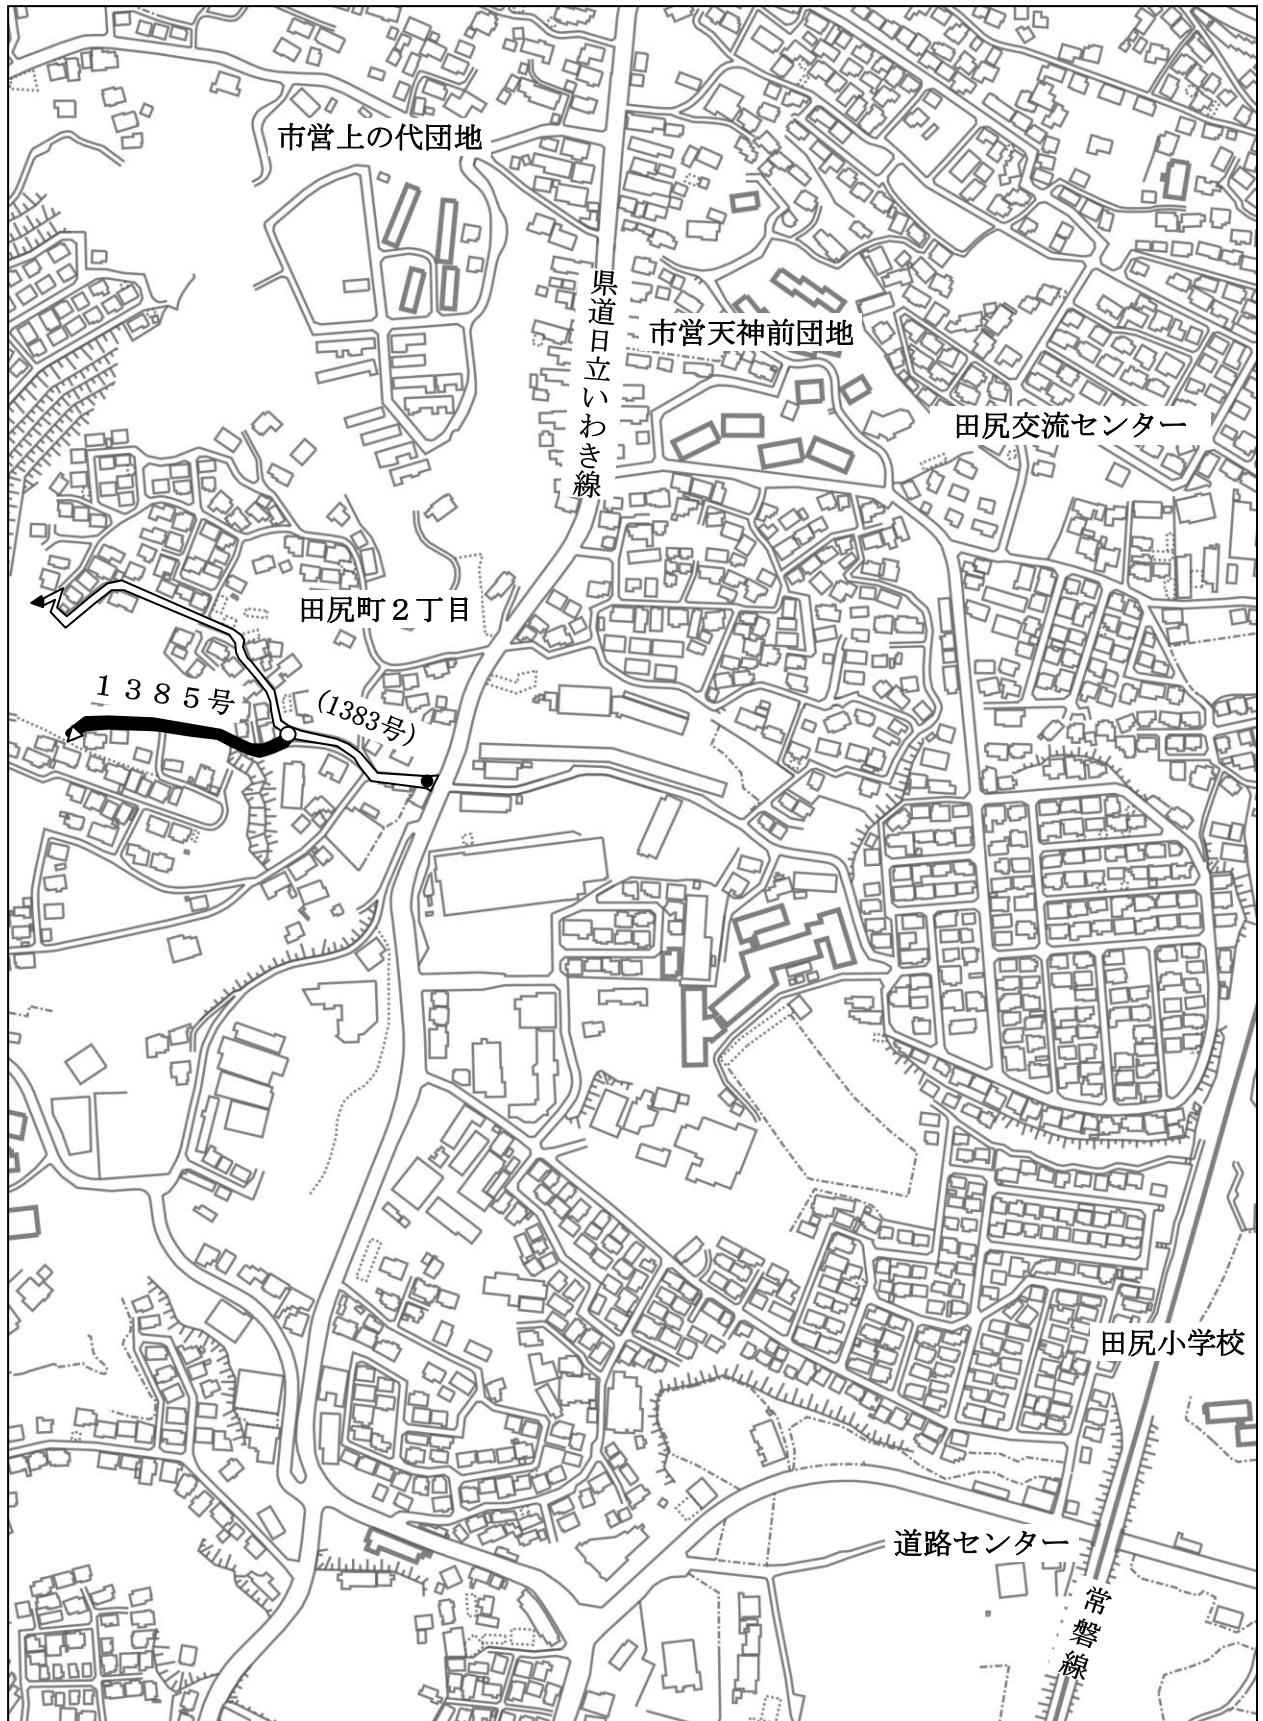 市営上の代団地
県道日立いわき線
市営天神前団地
田尻交流センター
田尻町２丁目
１３８５号
(1383号)
田尻小学校
道路センター
常磐線